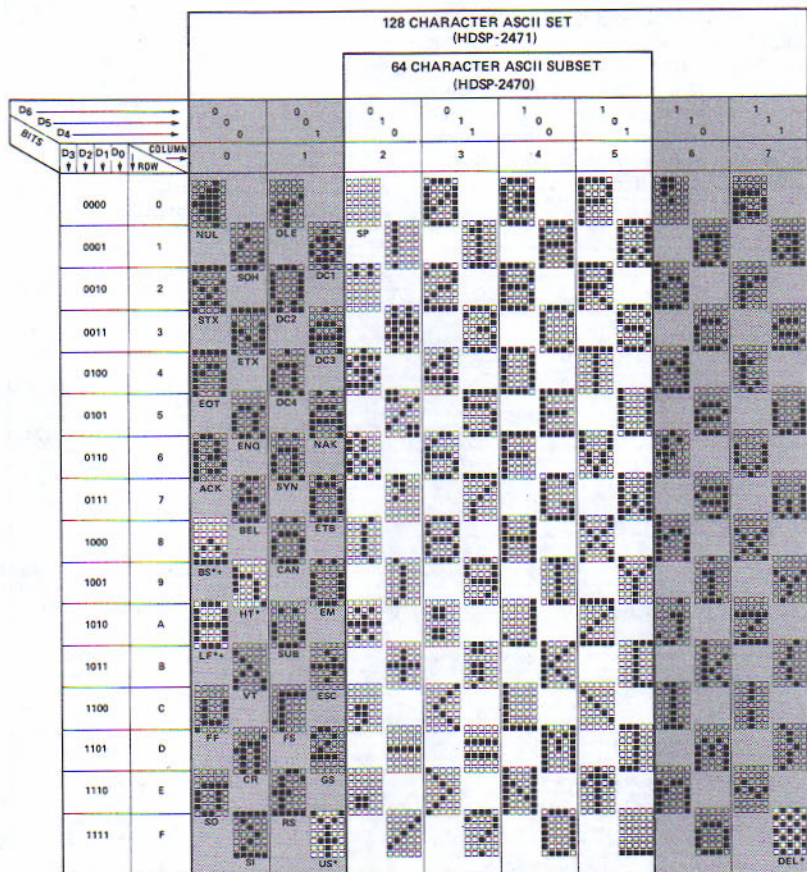 128 CHARACTER ASCII SET
(HDSP-2471)
64 CHARACTER ASCII SUBSET
(HDSP-2470)
D6 0 0 0 0 1 1 1 1
D5 0 0 1 1 0 0 1 1
D4 0 1 0 1 0 1 0 1
BITS
D3 D2 D1 D0 COLUMN ROW 0 1 2 3 4 5 6 7
0000 0 NUL DLE SP
0001 1 SOH DC1
0010 2 STX DC2
0011 3 ETX DC3
0100 4 EOT DC4
0101 5 ENQ NAK
0110 6 ACK SYN
0111 7 BEL ETB
1000 8 BS*+ CAN
1001 9 HT* EM
1010 A LF*+ SUB
1011 B VT ESC
1100 C FF FS
1101 D CR GS
1110 E SO RS
1111 F SI US* DEL*